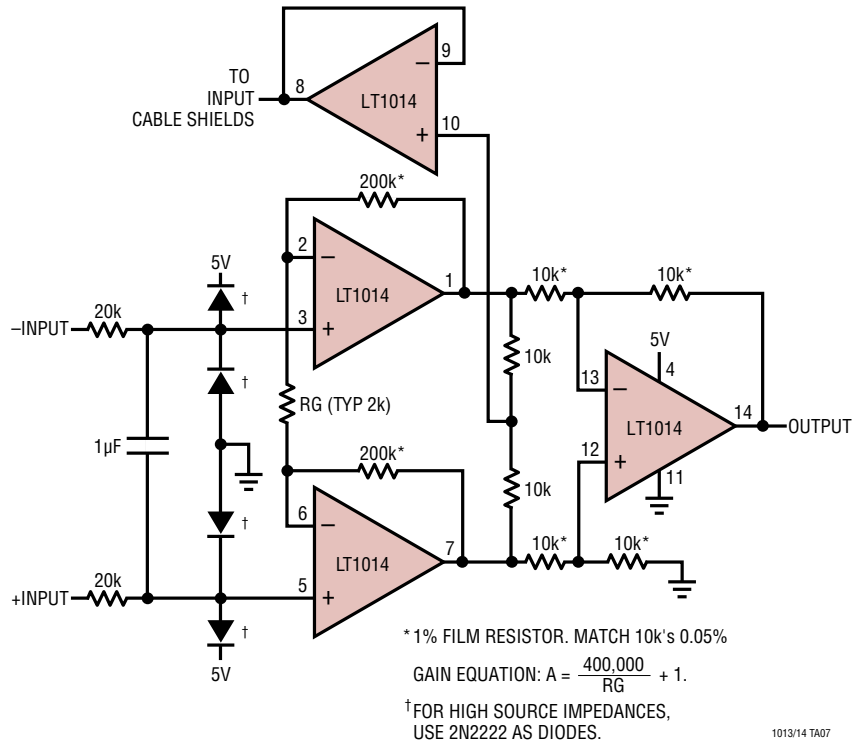 9
TO
INPUT
CABLE SHIELDS
8
−
LT1014
+
10
200k*
2
−
1
LT1014
3
+
5V
†
20k
−INPUT
†
10k*
10k*
10k
RG (TYP 2k)
5V
4
13
−
14
LT1014
OUTPUT
12
+
11
1µF
200k*
10k
†
6
−
7
LT1014
5
+
10k*
10k*
20k
+INPUT
†
5V
*1% FILM RESISTOR. MATCH 10k's 0.05%
GAIN EQUATION: A = 400,000
RG
+ 1.
†FOR HIGH SOURCE IMPEDANCES,
USE 2N2222 AS DIODES.
1013/14 TA07